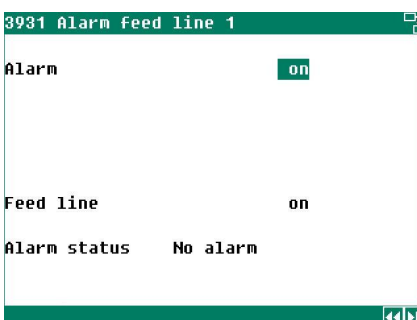 3931 Alarm feed line 1
Alarm on
Feed line on
Alarm status No alarm